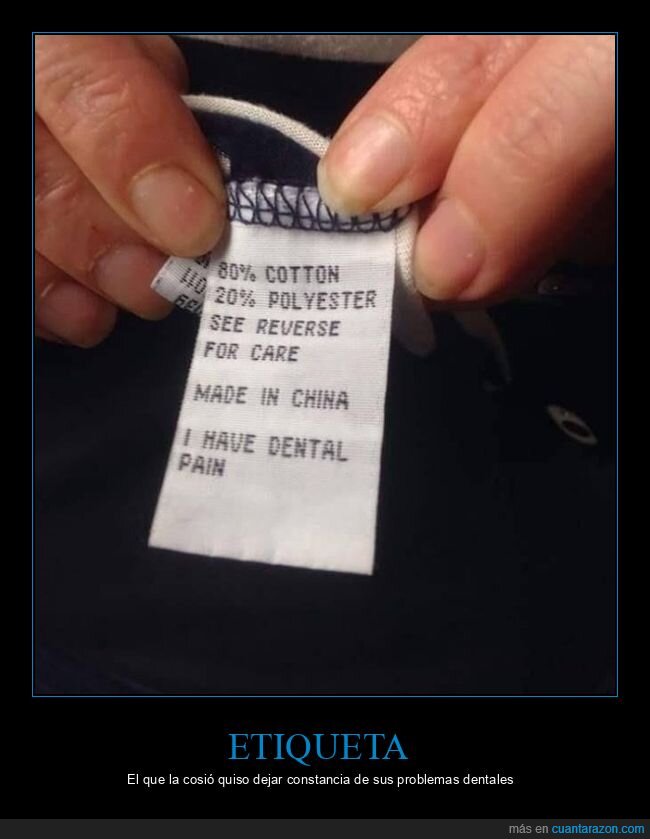 80% COTTON
20% POLYESTER
SEE REVERSE
FOR CARE
MADE IN CHINA
I HAVE DENTAL
PAIN
ETIQUETA
El que la cosió quiso dejar constancia de sus problemas dentales
más en cuantarazon.com